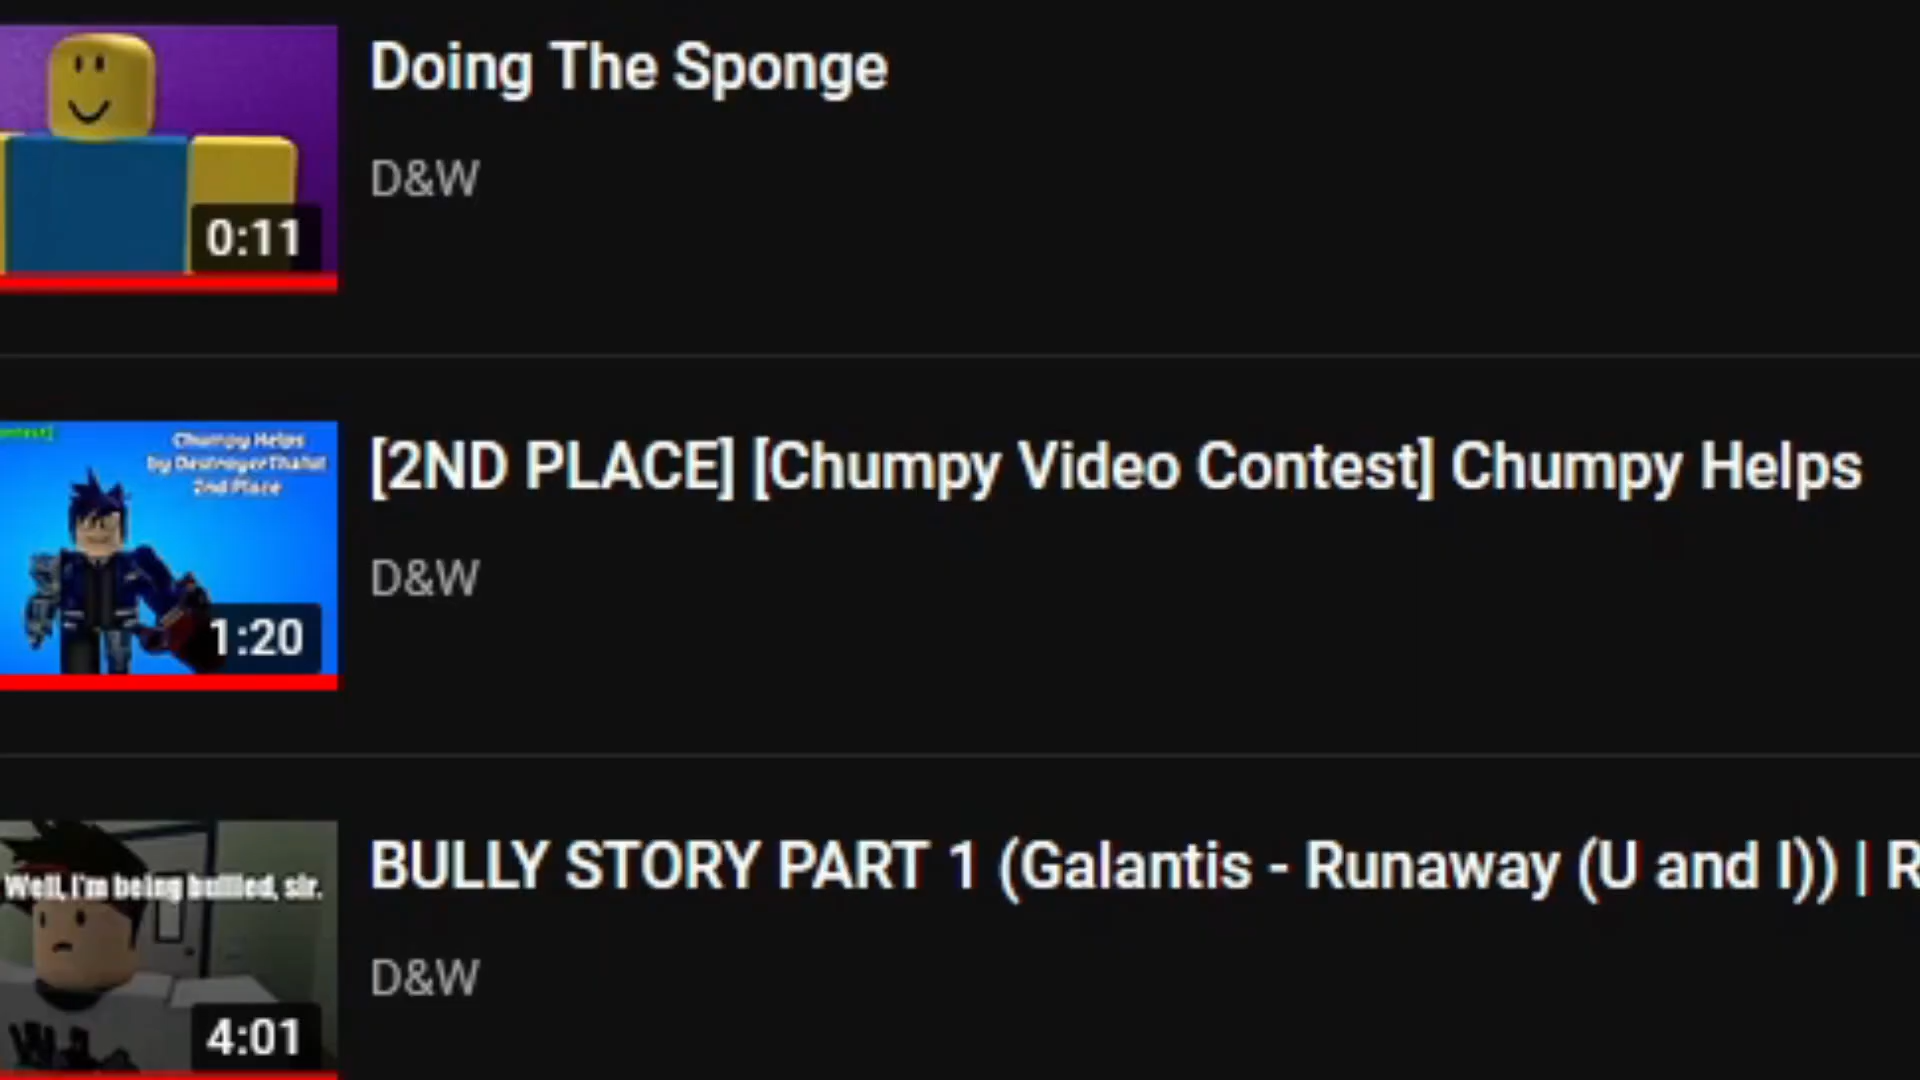 Doing The Sponge
D&W
0:11
Chumpy Helps
2nd Place
[2ND PLACE] [Chumpy Video Contest] Chumpy Helps
D&W
1:20
BULLY STORY PART 1 (Galantis - Runaway (U and I)) | R
Well, I'm being bullied, sir.
D&W
4:01